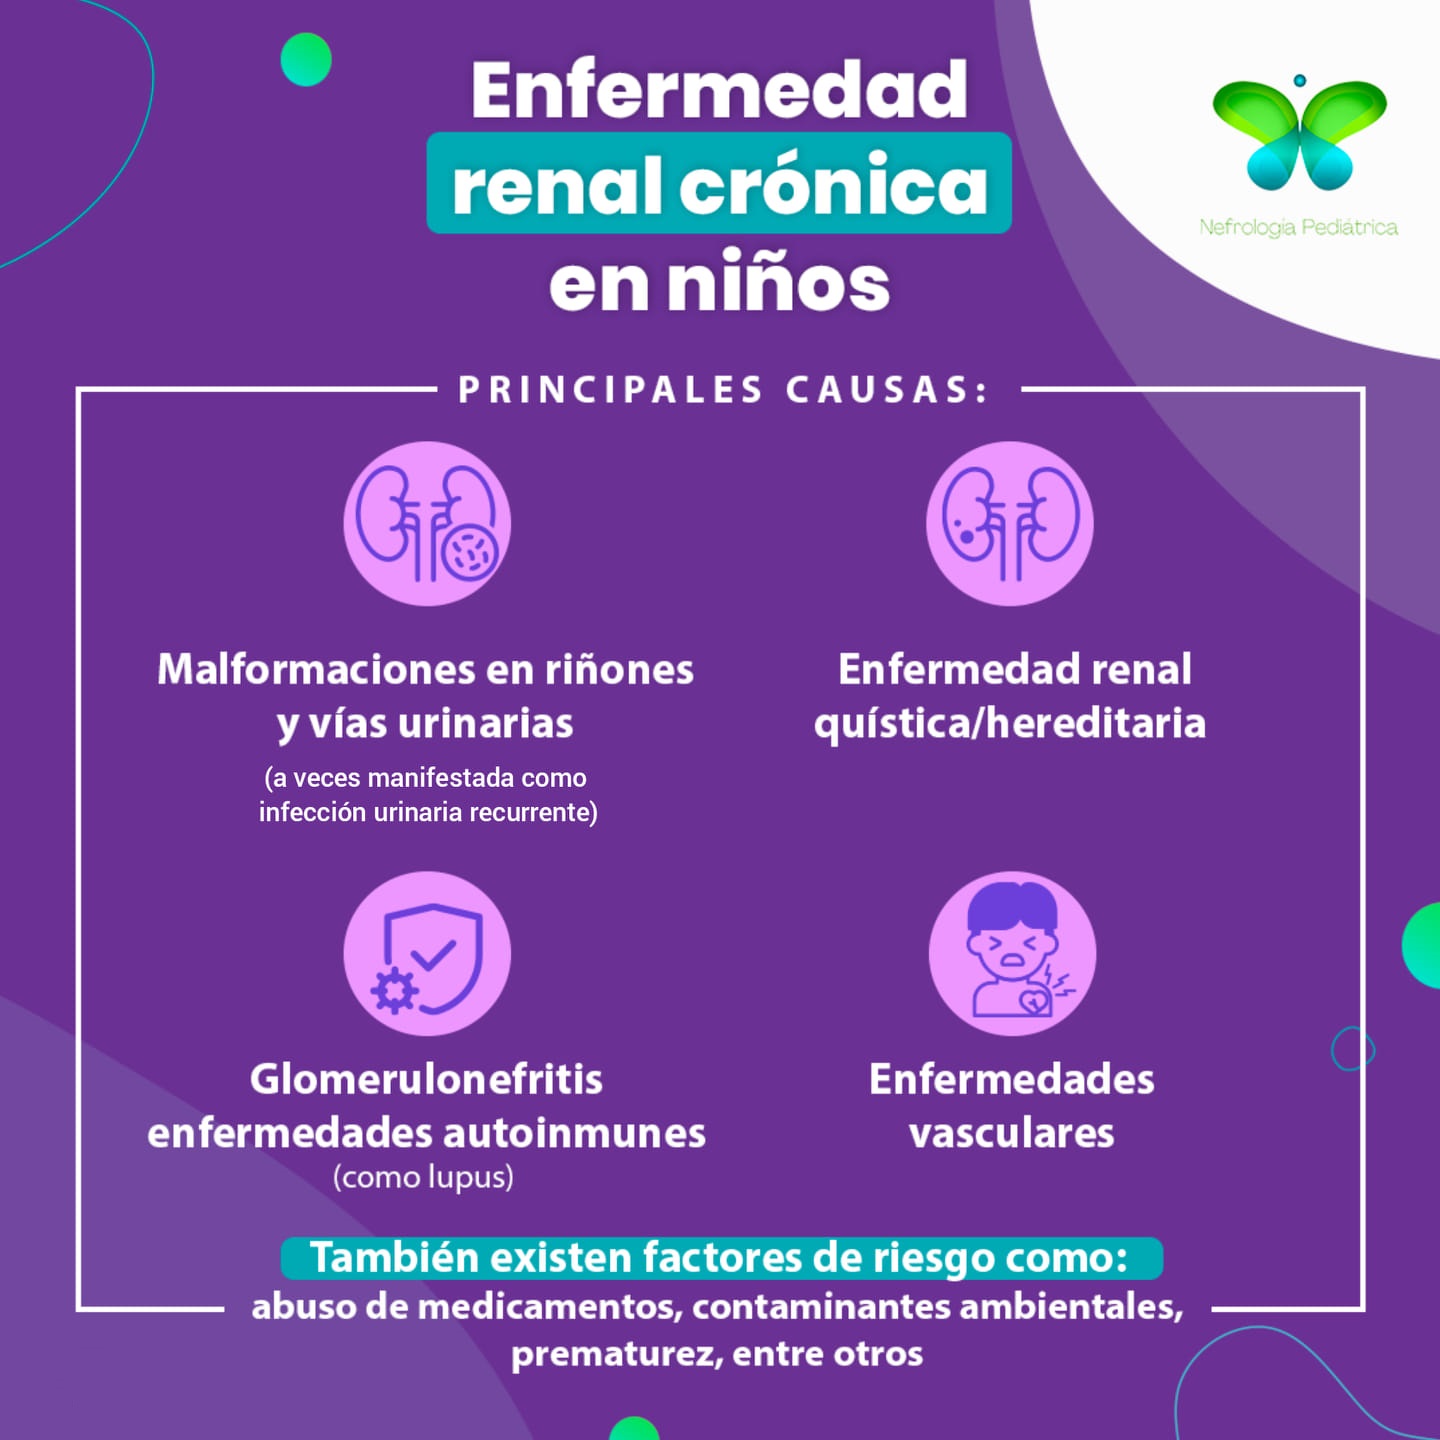 Enfermedad
renal crónica
en niños
Nefrología Pediátrica
PRINCIPALES CAUSAS:
Malformaciones en riñones
y vías urinarias
(a veces manifestada como
infección urinaria recurrente)
Enfermedad renal
quística/hereditaria
Glomerulonefritis
enfermedades autoinmunes
(como lupus)
Enfermedades
vasculares
También existen factores de riesgo como:
abuso de medicamentos, contaminantes ambientales,
prematurez, entre otros